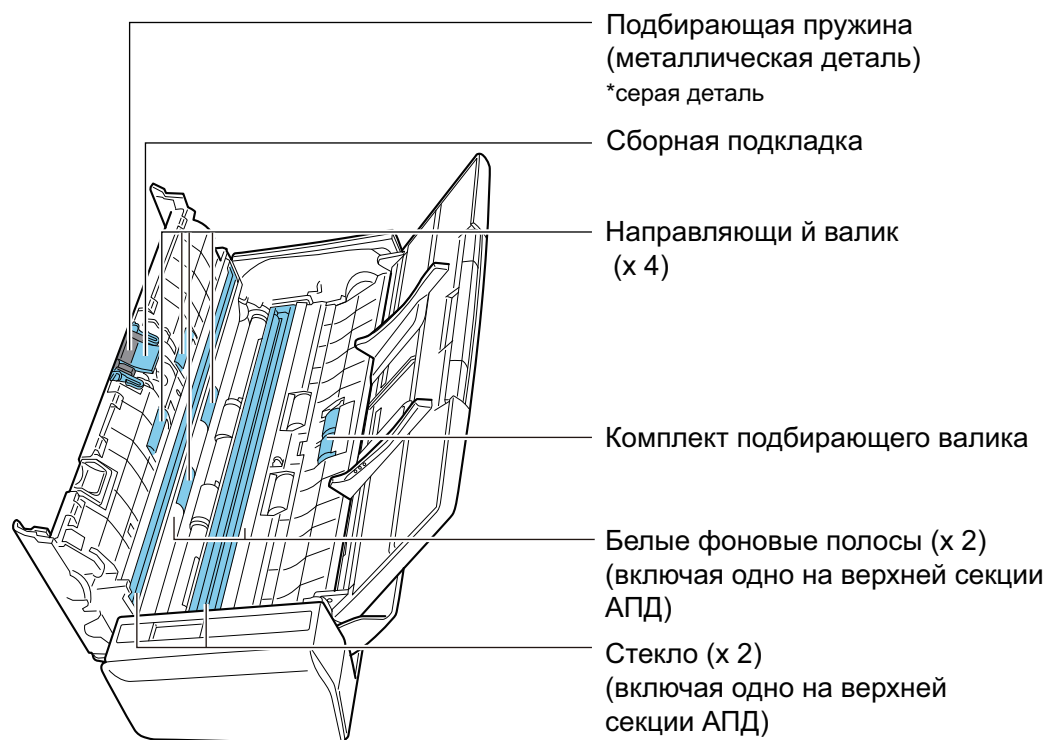 Подбирающая пружина
(металлическая деталь)
*серая деталь
Сборная подкладка
Направляющи й валик
(x 4)
Комплект подбирающего валика
Белые фоновые полосы (x 2)
(включая одно на верхней секции
АПД)
Стекло (x 2)
(включая одно на верхней
секции АПД)